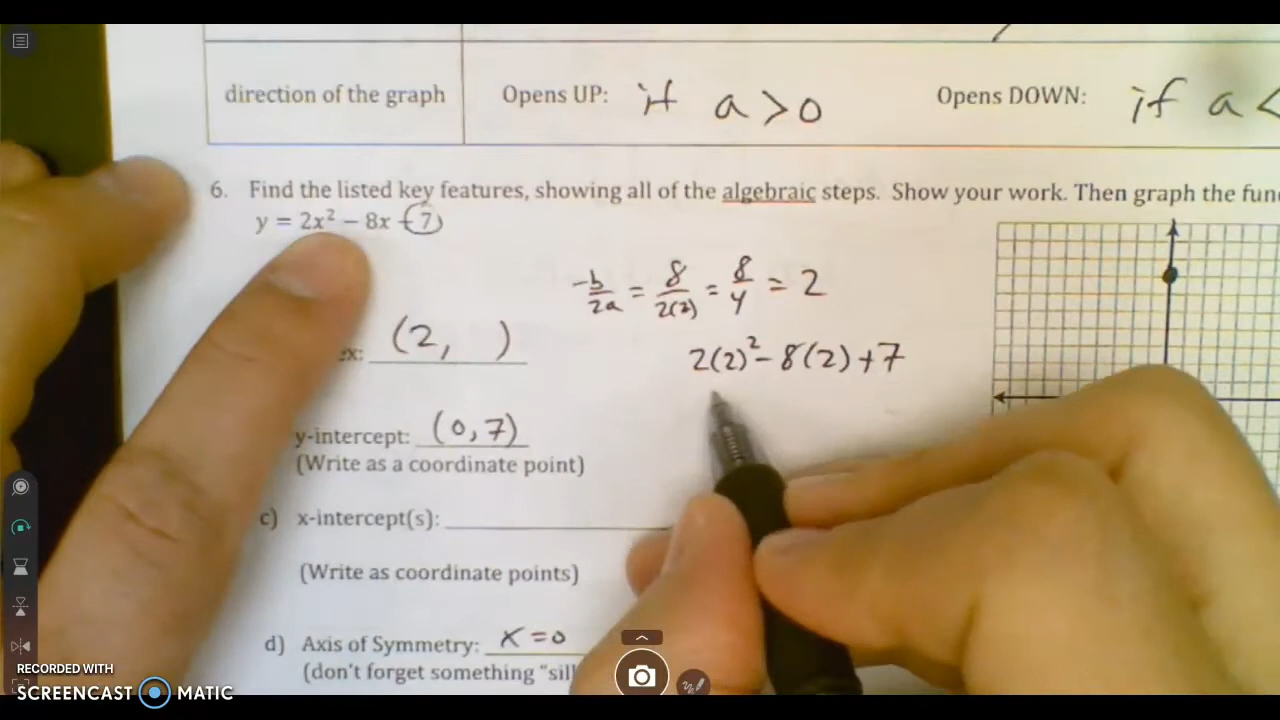 direction of the graph Opens UP: if a > 0 Opens DOWN: if a <
6. Find the listed key features, showing all of the algebraic steps. Show your work. Then graph the
y = 2x² – 8x + 7
-b/2a = 8/2(2) = 8/4 = 2
(2, )
2(2)² - 8(2) + 7
y-intercept: (0, 7)
(Write as a coordinate point)
c) x-intercept(s):
(Write as coordinate points)
d) Axis of Symmetry: x = 0
(don't forget something
RECORDED WITH
SCREENCAST MATIC